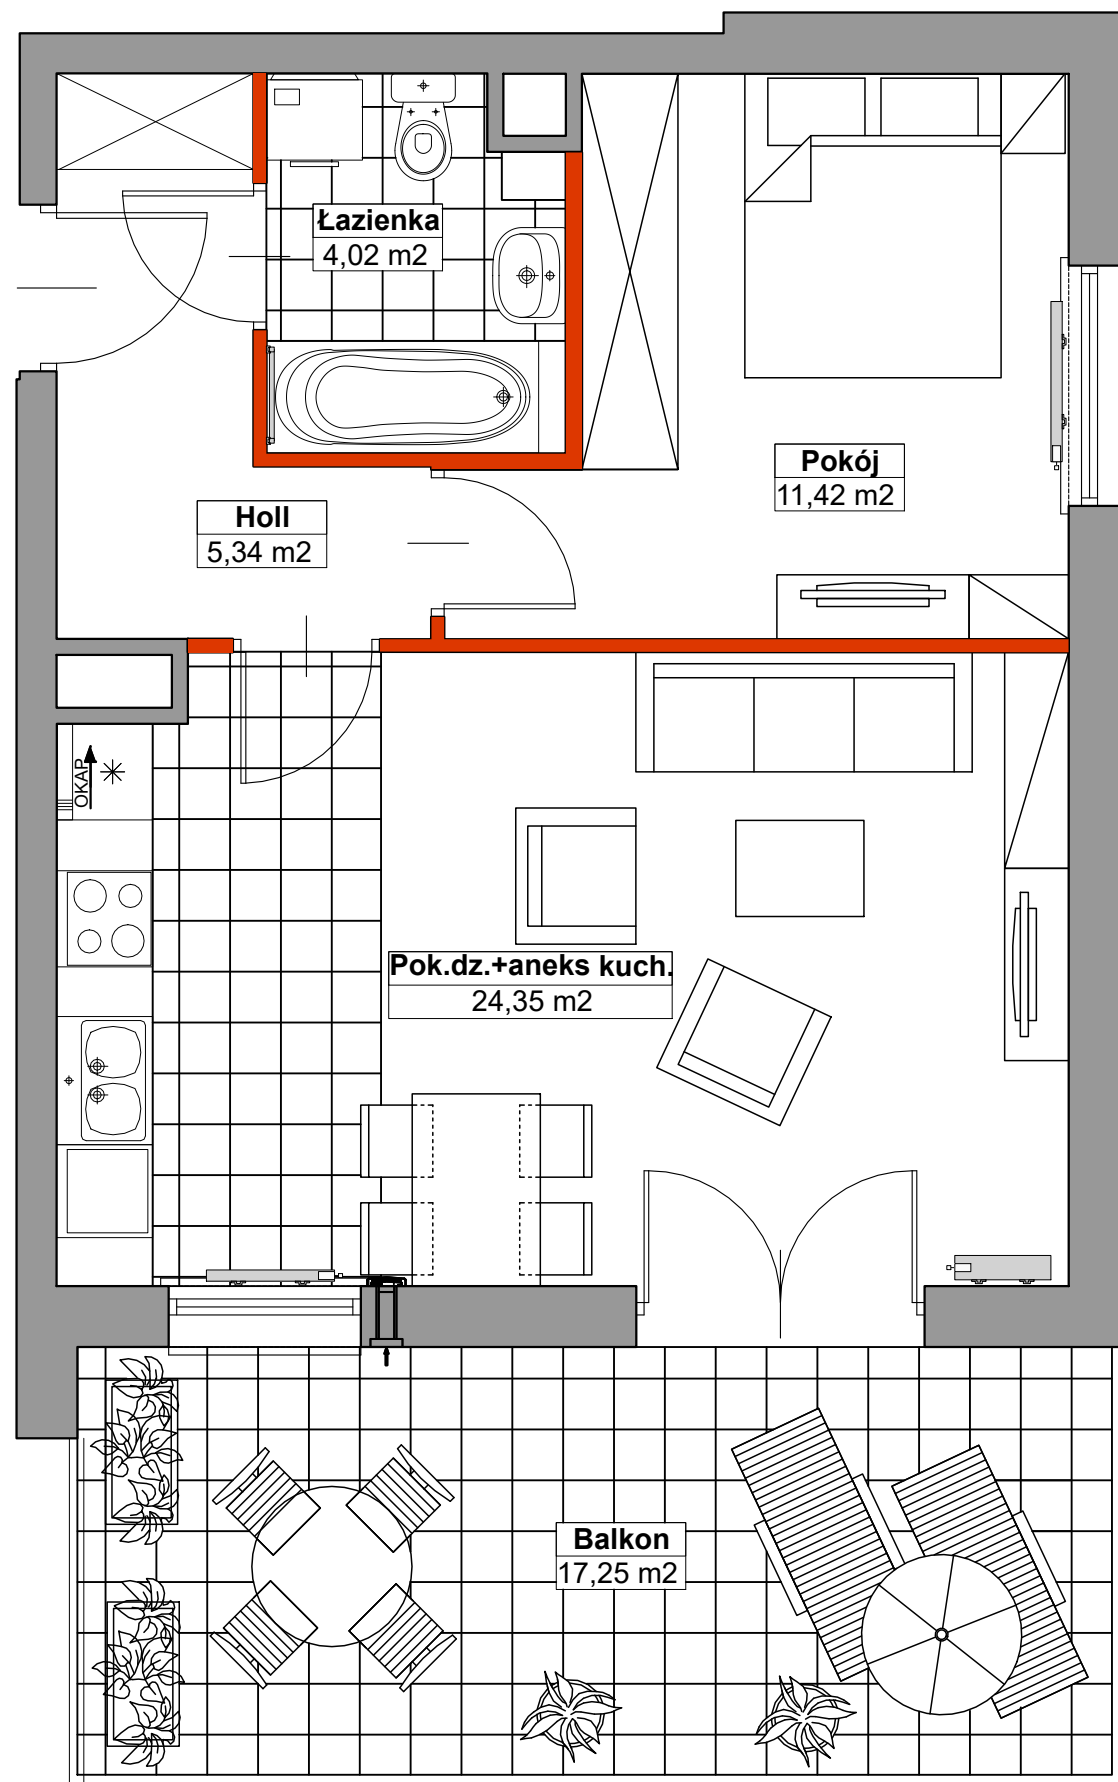 Łazienka
4,02 m2
Pokój
11,42 m2
Holl
5,34 m2
OKAP
Pok.dz.+aneks kuch.
24,35 m2
Balkon
17,25 m2